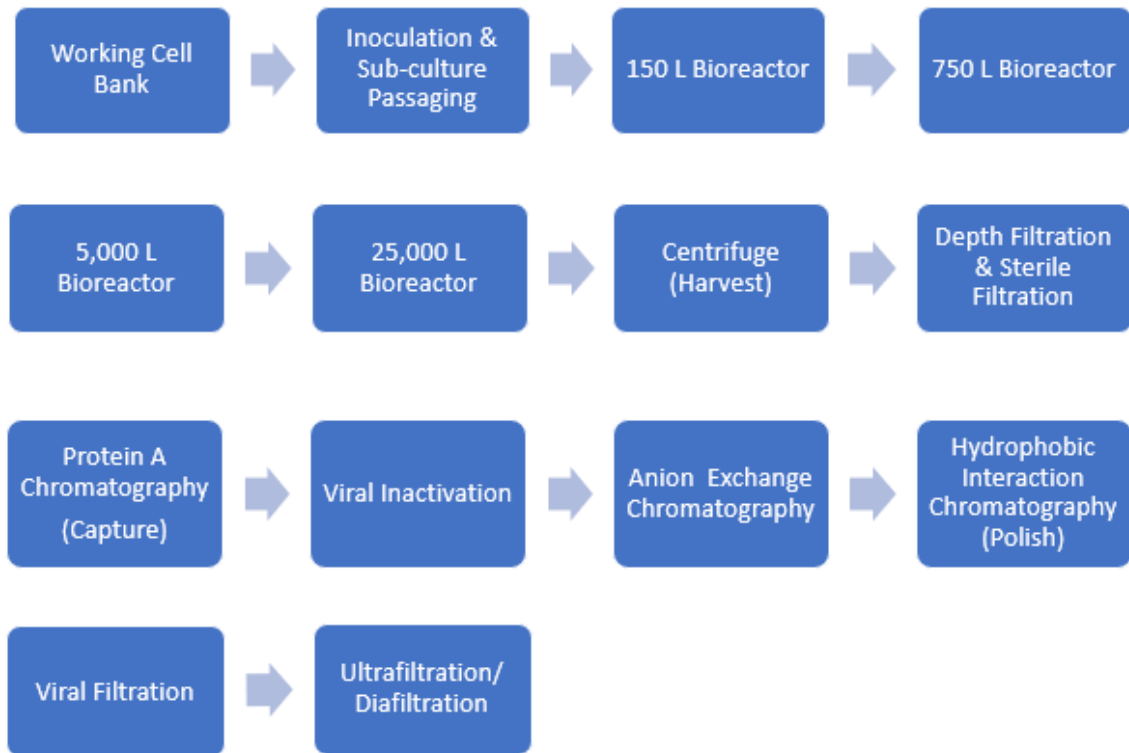 Working Cell
Bank
Inoculation &
Sub-culture
Passaging
150 L Bioreactor
750 L Bioreactor
5,000 L
Bioreactor
25,000 L
Bioreactor
Centrifuge
(Harvest)
Depth Filtration
& Sterile
Filtration
Protein A
Chromatography
(Capture)
Viral Inactivation
Anion Exchange
Chromatography
Hydrophobic
Interaction
Chromatography
(Polish)
Viral Filtration
Ultrafiltration/
Diafiltration